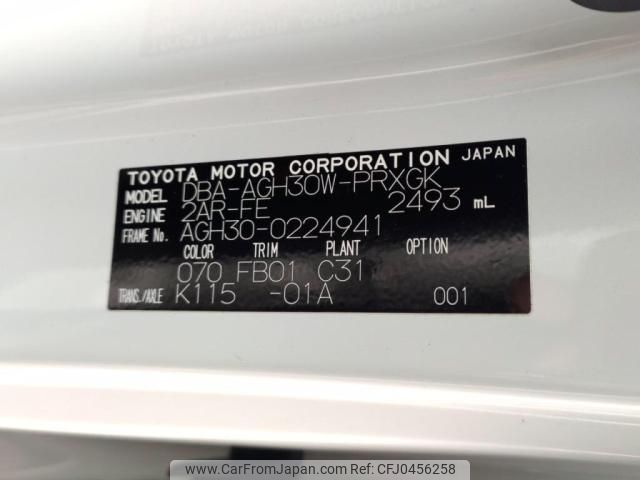 TOYOTA MOTOR CORPORATION JAPAN
MODEL DBA-AGH30W-PRXGK
ENGINE 2AR-FE 2493 mL
FRAME No. AGH30-0224941
COLOR TRIM PLANT OPTION
070 FB01 C31
TRANS./AXLE K115 -01A 001
www.CarFromJapan.com | REF: CFJ40456258